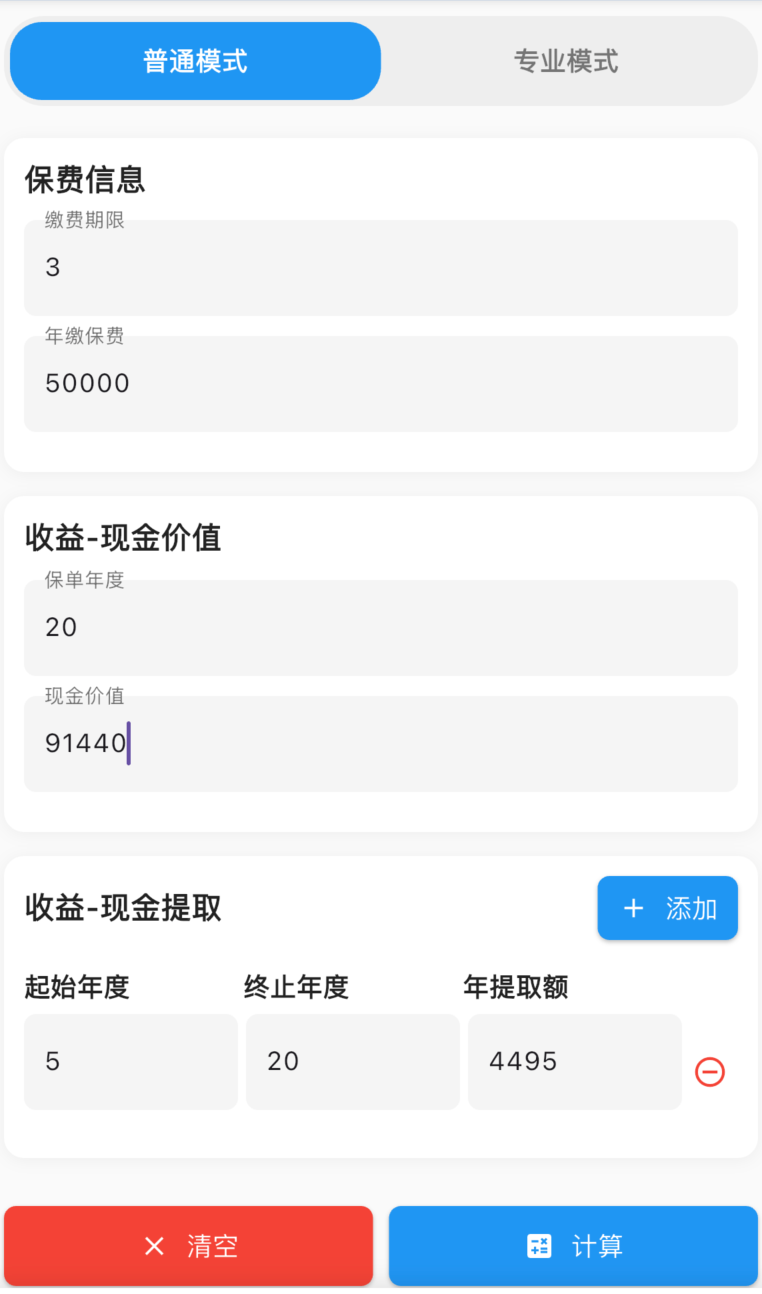 普通模式 专业模式
保费信息
缴费期限
3
年缴保费
50000
收益-现金价值
保单年度
20
现金价值
91440
收益-现金提取 + 添加
起始年度 终止年度 年提取额
5 20 4495
清空 计算